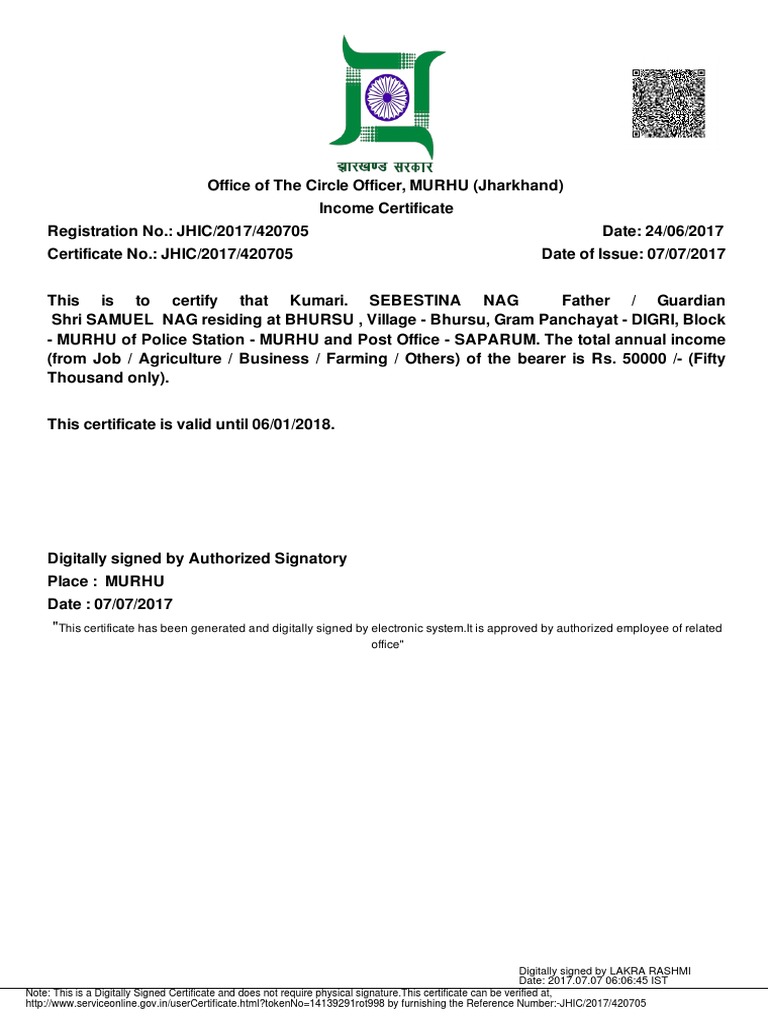 झारखण्ड सरकार
Office of The Circle Officer, MURHU (Jharkhand)
Income Certificate
Registration No.: JHIC/2017/420705 Date: 24/06/2017
Certificate No.: JHIC/2017/420705 Date of Issue: 07/07/2017
This is to certify that Kumari. SEBESTINA NAG Father / Guardian
Shri SAMUEL NAG residing at BHURSU , Village - Bhursu, Gram Panchayat - DIGRI, Block
- MURHU of Police Station - MURHU and Post Office - SAPARUM. The total annual income
(from Job / Agriculture / Business / Farming / Others) of the bearer is Rs. 50000 /- (Fifty
Thousand only).
This certificate is valid until 06/01/2018.
Digitally signed by Authorized Signatory
Place : MURHU
Date : 07/07/2017
"This certificate has been generated and digitally signed by electronic system.It is approved by authorized employee of related
office"
Digitally signed by LAKRA RASHMI
Date: 2017.07.07 06:06:45 IST
Note: This is a Digitally Signed Certificate and does not require physical signature.This certificate can be verified at,
http://www.serviceonline.gov.in/userCertificate.html?tokenNo=14139291rot998 by furnishing the Reference Number:-JHIC/2017/420705